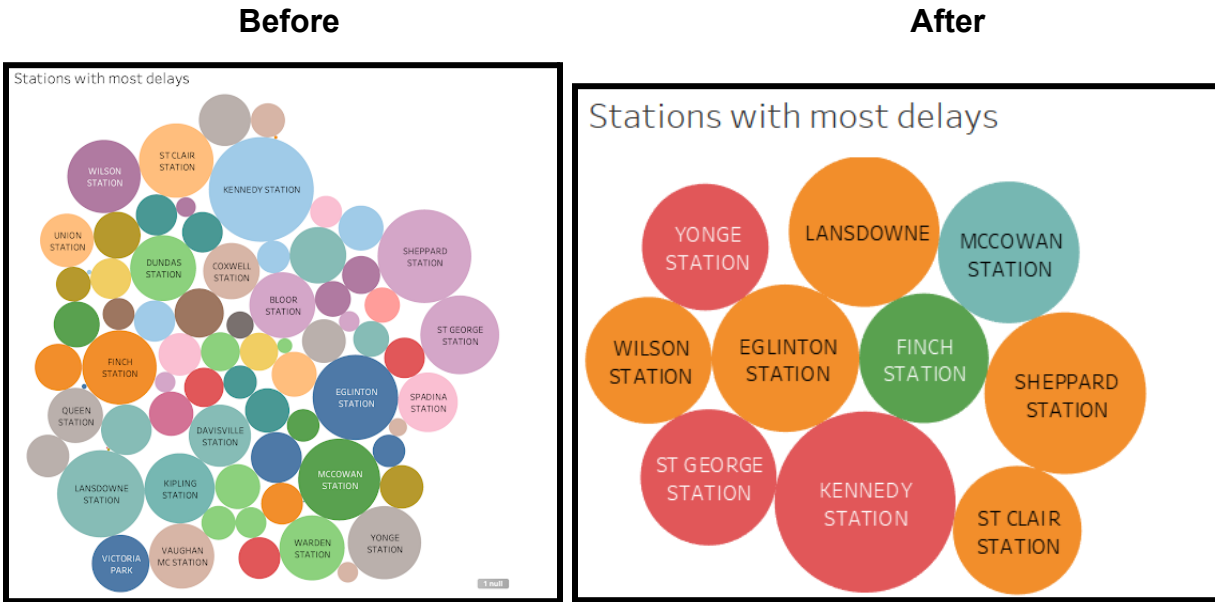 Before
After
Stations with most delays
ST CLAIR
STATION
WILSON
STATION
KENNEDY STATION
UNION
STATION
DUNDAS
STATION
COXWELL
STATION
SHEPPARD
STATION
BLOOR
STATION
ST GEORGE
STATION
FINCH
STATION
EGLINTON
STATION
SPADINA
STATION
QUEEN
STATION
DAVISVILLE
STATION
LANSDOWNE
STATION
KIPLING
STATION
MCCOWAN
STATION
VICTORIA
PARK
VAUGHAN
MC STATION
WARDEN
STATION
YONGE
STATION
1 null
Stations with most delays
YONGE
STATION
LANSDOWNE
MCCOWAN
STATION
WILSON
STATION
EGLINTON
STATION
FINCH
STATION
SHEPPARD
STATION
ST GEORGE
STATION
KENNEDY
STATION
ST CLAIR
STATION